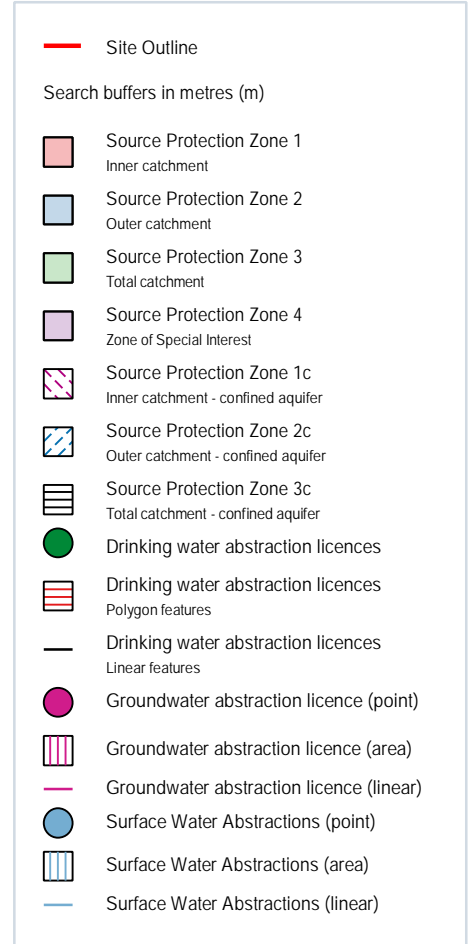 Site Outline
Search buffers in metres (m)
Source Protection Zone 1
Inner catchment
Source Protection Zone 2
Outer catchment
Source Protection Zone 3
Total catchment
Source Protection Zone 4
Zone of Special Interest
Source Protection Zone 1c
Inner catchment - confined aquifer
Source Protection Zone 2c
Outer catchment - confined aquifer
Source Protection Zone 3c
Total catchment - confined aquifer
Drinking water abstraction licences
Drinking water abstraction licences
Polygon features
Drinking water abstraction licences
Linear features
Groundwater abstraction licence (point)
Groundwater abstraction licence (area)
Groundwater abstraction licence (linear)
Surface Water Abstractions (point)
Surface Water Abstractions (area)
Surface Water Abstractions (linear)